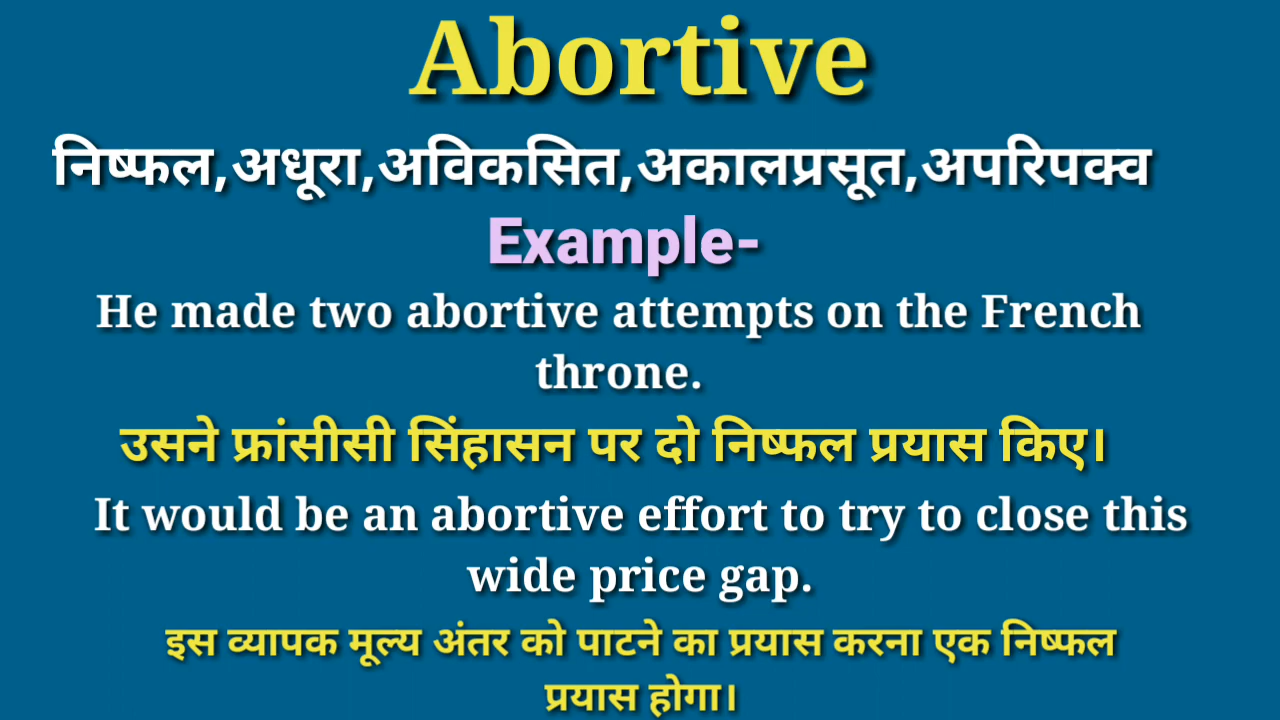 Abortive
निष्फल,अधूरा,अविकसित,अकालप्रसूत,अपरिपक्व
Example-
He made two abortive attempts on the French
throne.
उसने फ्रांसीसी सिंहासन पर दो निष्फल प्रयास किए।
It would be an abortive effort to try to close this
wide price gap.
इस व्यापक मूल्य अंतर को पाटने का प्रयास करना एक निष्फल
प्रयास होगा।